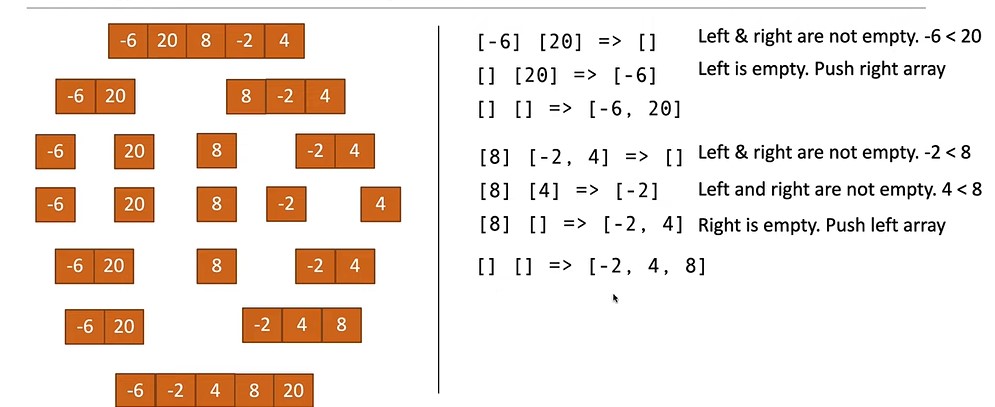 -6 20 8 -2 4
-6 20 8 -2 4
-6 20 8 -2 4
-6 20 8 -2 4
-6 20 8 -2 4
-6 20 -2 4 8
-6 -2 4 8 20
[-6] [20] => [] Left & right are not empty. -6 < 20
[] [20] => [-6] Left is empty. Push right array
[] [] => [-6, 20]
[8] [-2, 4] => [] Left & right are not empty. -2 < 8
[8] [4] => [-2] Left and right are not empty. 4 < 8
[8] [] => [-2, 4] Right is empty. Push left array
[] [] => [-2, 4, 8]